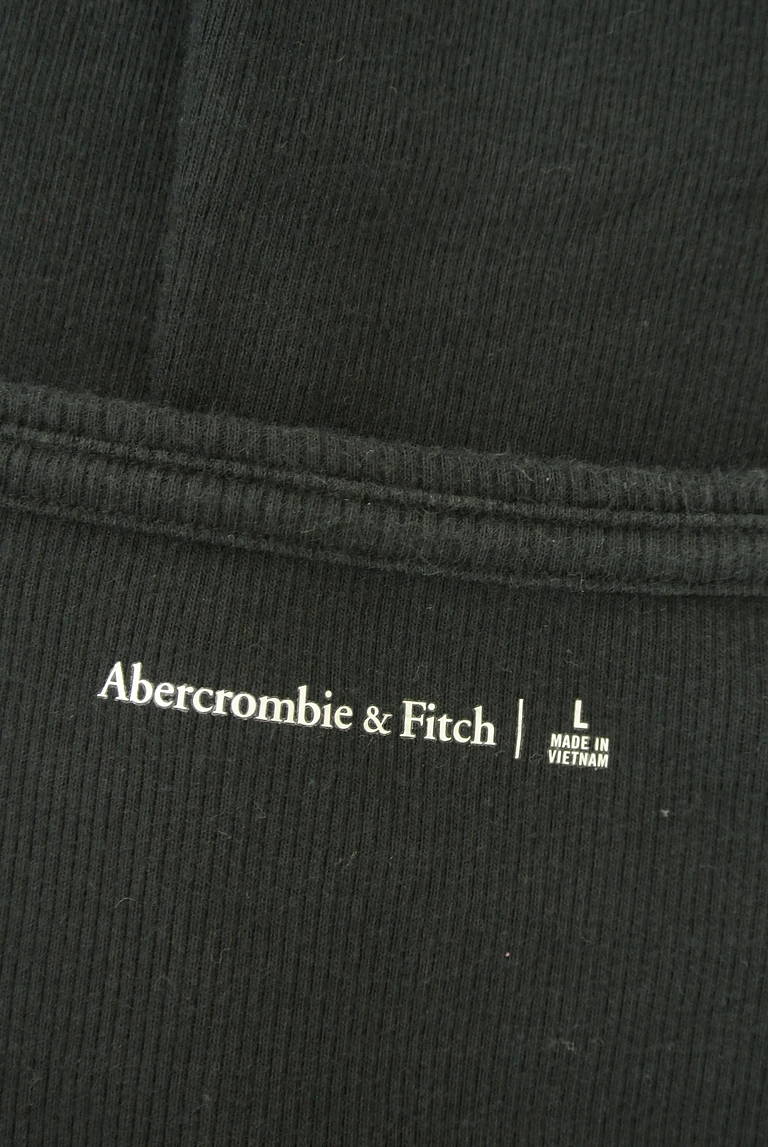 Abercrombie & Fitch | L
MADE IN
VIETNAM